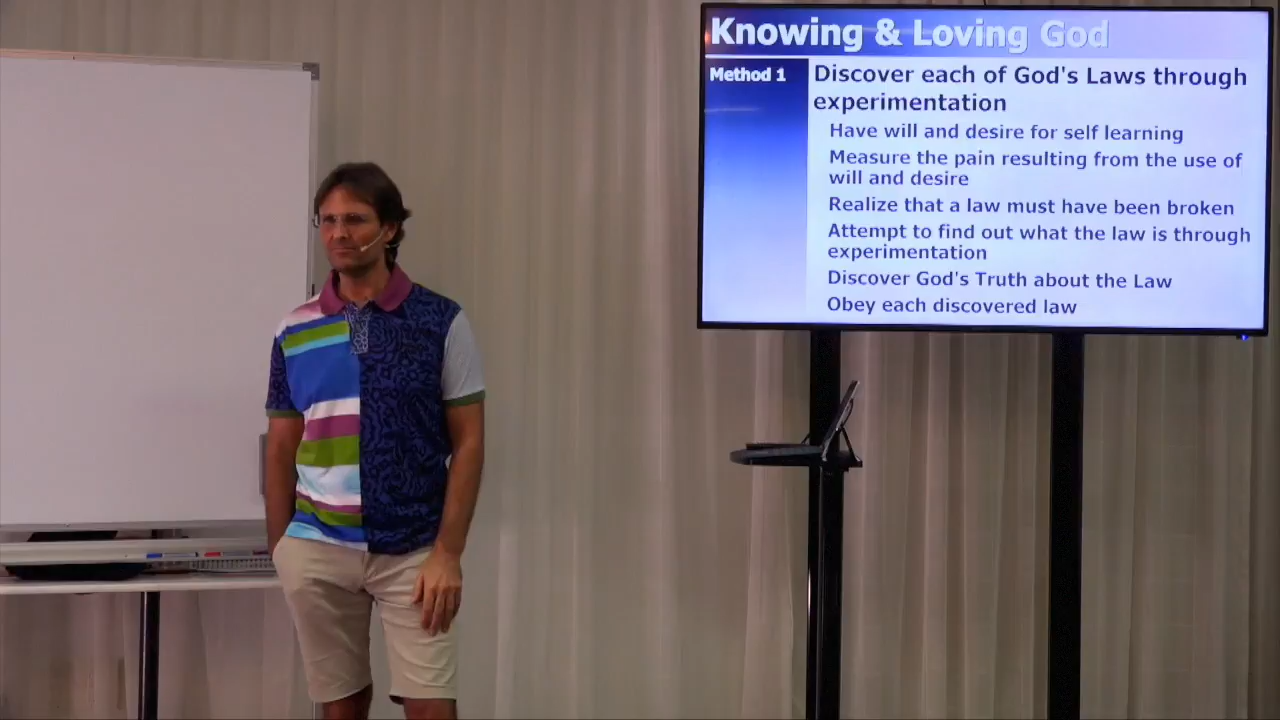 Knowing & Loving God
Method 1
Discover each of God's Laws through
experimentation
Have will and desire for self learning
Measure the pain resulting from the use of
will and desire
Realize that a law must have been broken
Attempt to find out what the law is through
experimentation
Discover God's Truth about the Law
Obey each discovered law